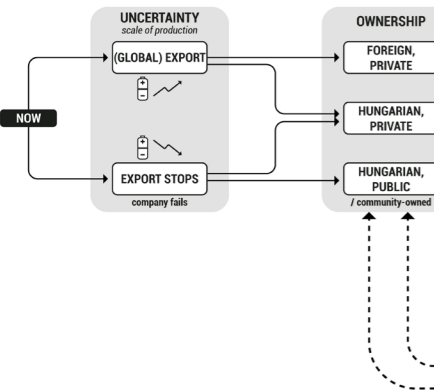 UNCERTAINTY
scale of production
(GLOBAL) EXPORT
+
−
NOW
+
−
EXPORT STOPS
company fails
OWNERSHIP
FOREIGN,
PRIVATE
HUNGARIAN,
PRIVATE
HUNGARIAN,
PUBLIC
/ community-owned